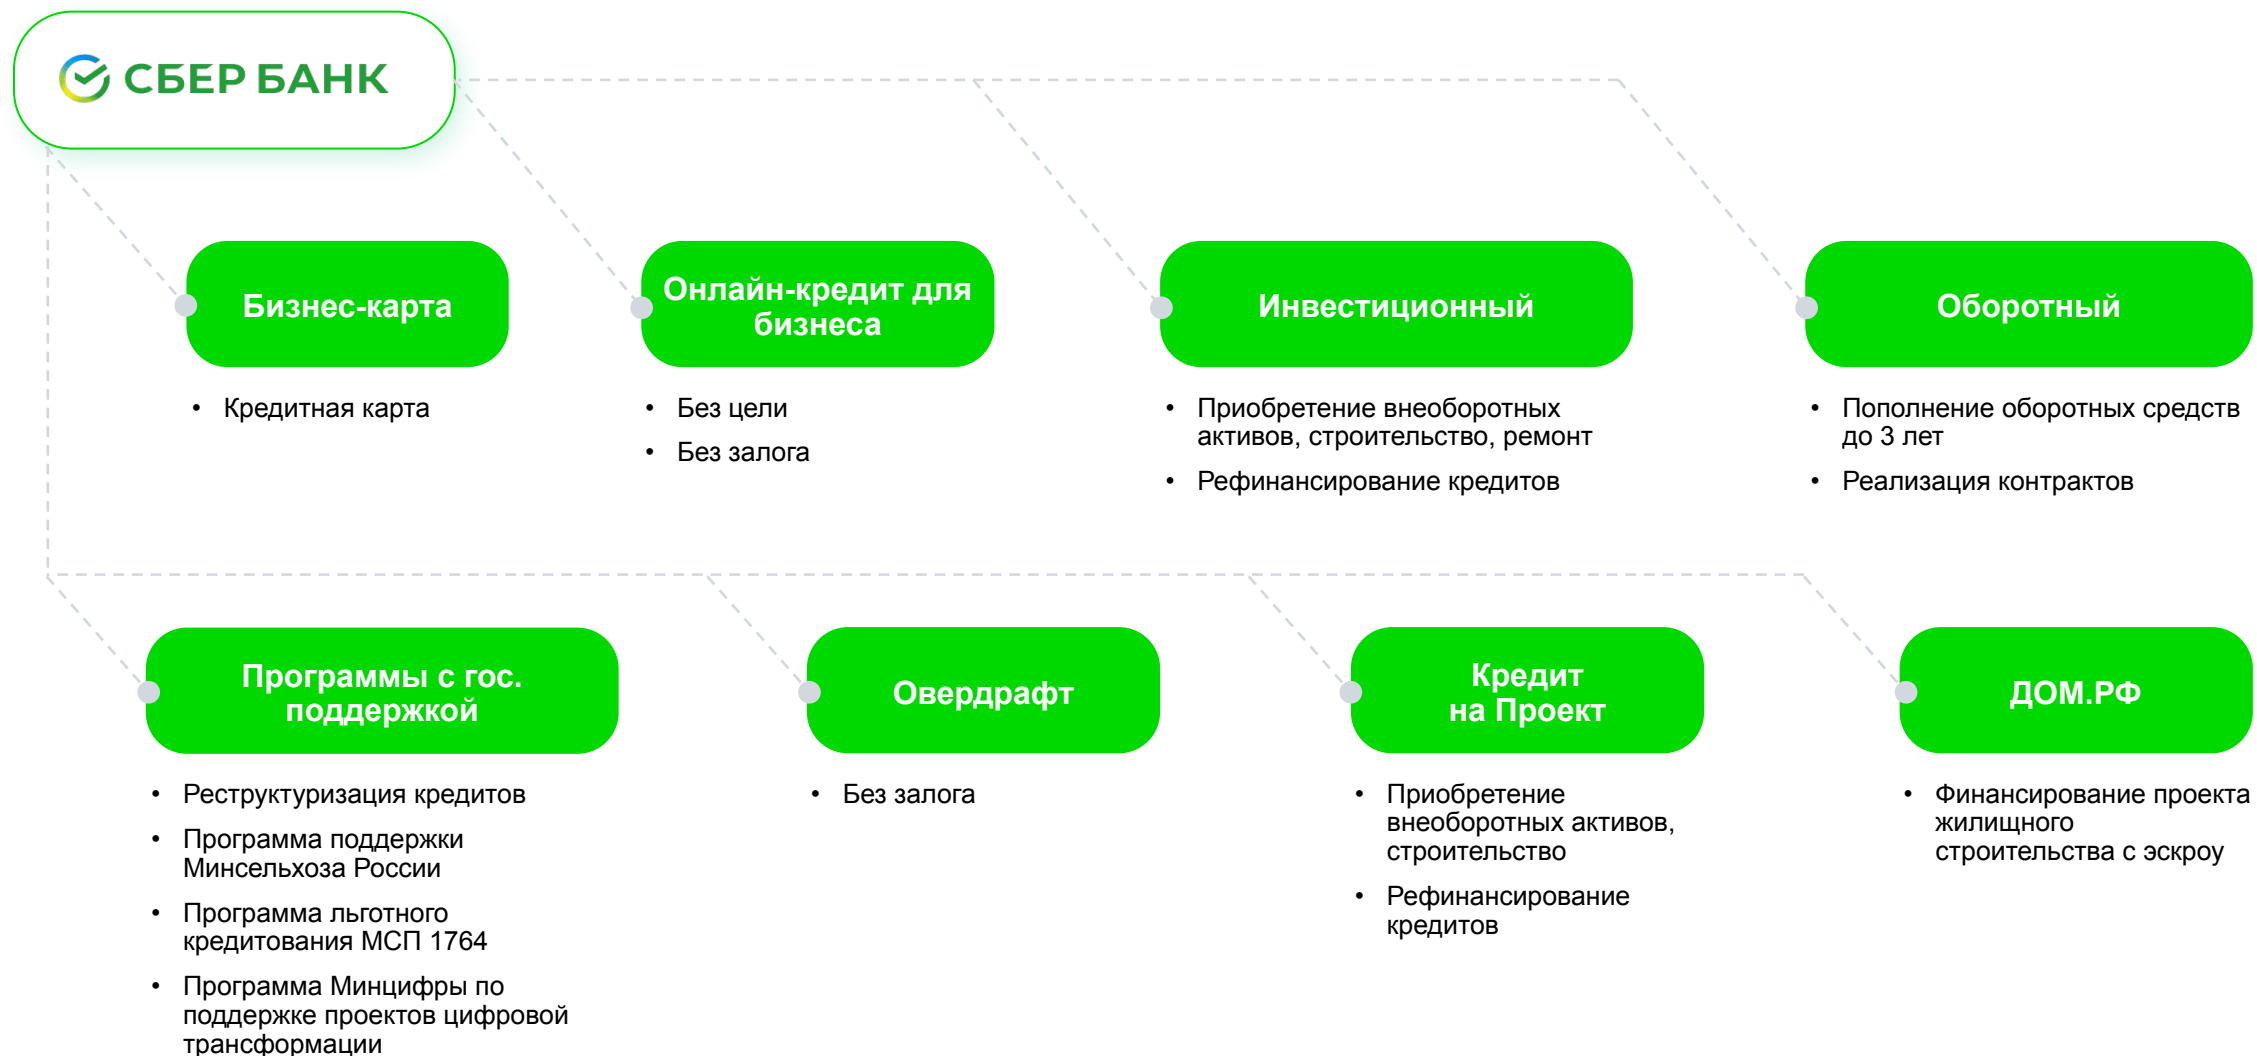 СБЕР БАНК
Бизнес-карта
• Кредитная карта
Онлайн-кредит для
бизнеса
• Без цели
• Без залога
Инвестиционный
• Приобретение внеоборотных
активов, строительство, ремонт
• Рефинансирование кредитов
Оборотный
• Пополнение оборотных средств
до 3 лет
• Реализация контрактов
Программы с гос.
поддержкой
• Реструктуризация кредитов
• Программа поддержки
Минсельхоза России
• Программа льготного
кредитования МСП 1764
• Программа Минцифры по
поддержке проектов цифровой
трансформации
Овердрафт
• Без залога
Кредит
на Проект
• Приобретение
внеоборотных активов,
строительство
• Рефинансирование
кредитов
ДОМ.РФ
• Финансирование проекта
жилищного
строительства с эскроу